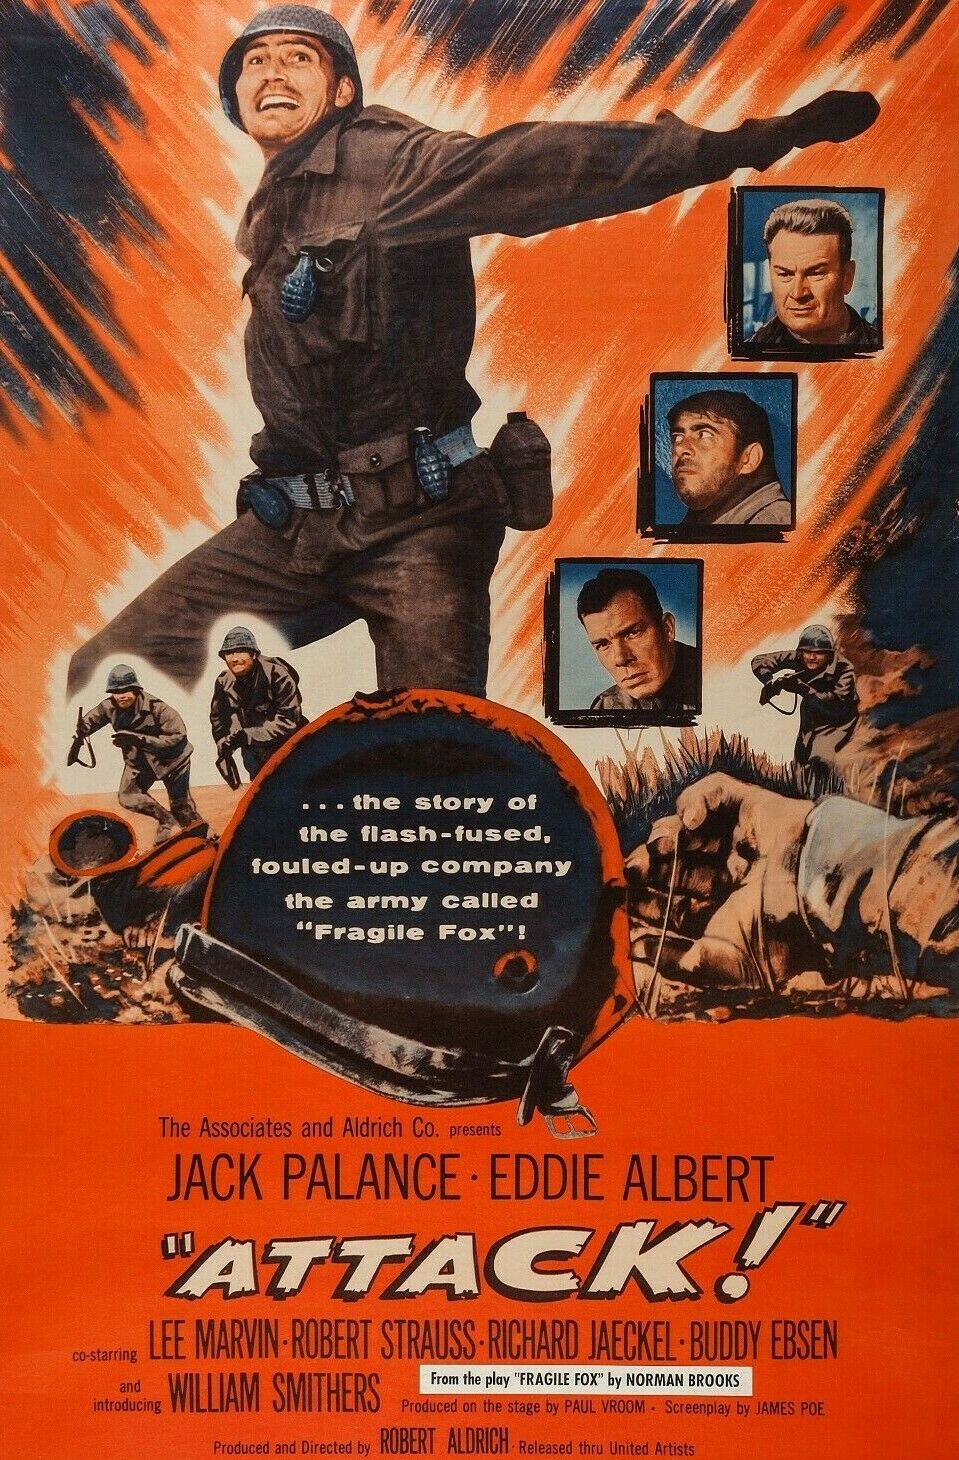 ...the story of
the flash-fused,
fouled-up company
the army called
"Fragile Fox"!
The Associates and Aldrich Co. presents
JACK PALANCE · EDDIE ALBERT
"ATTACK!"
co-starring LEE MARVIN · ROBERT STRAUSS · RICHARD JAECKEL · BUDDY EBSEN
and introducing WILLIAM SMITHERS
From the play "FRAGILE FOX" by NORMAN BROOKS
Produced on the stage by PAUL VROOM · Screenplay by JAMES POE
Produced and Directed by ROBERT ALDRICH · Released thru United Artists